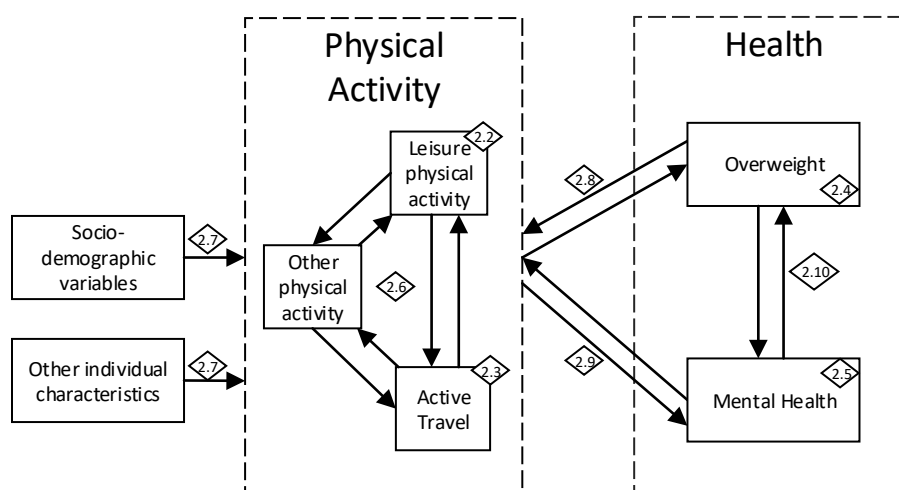 Physical
Activity
Health
2.2
Leisure
physical
activity
2.8
Overweight
2.4
2.7
Socio-
demographic
variables
Other
physical
activity
2.6
2.10
2.7
Other individual
characteristics
2.3
Active
Travel
2.9
2.5
Mental Health